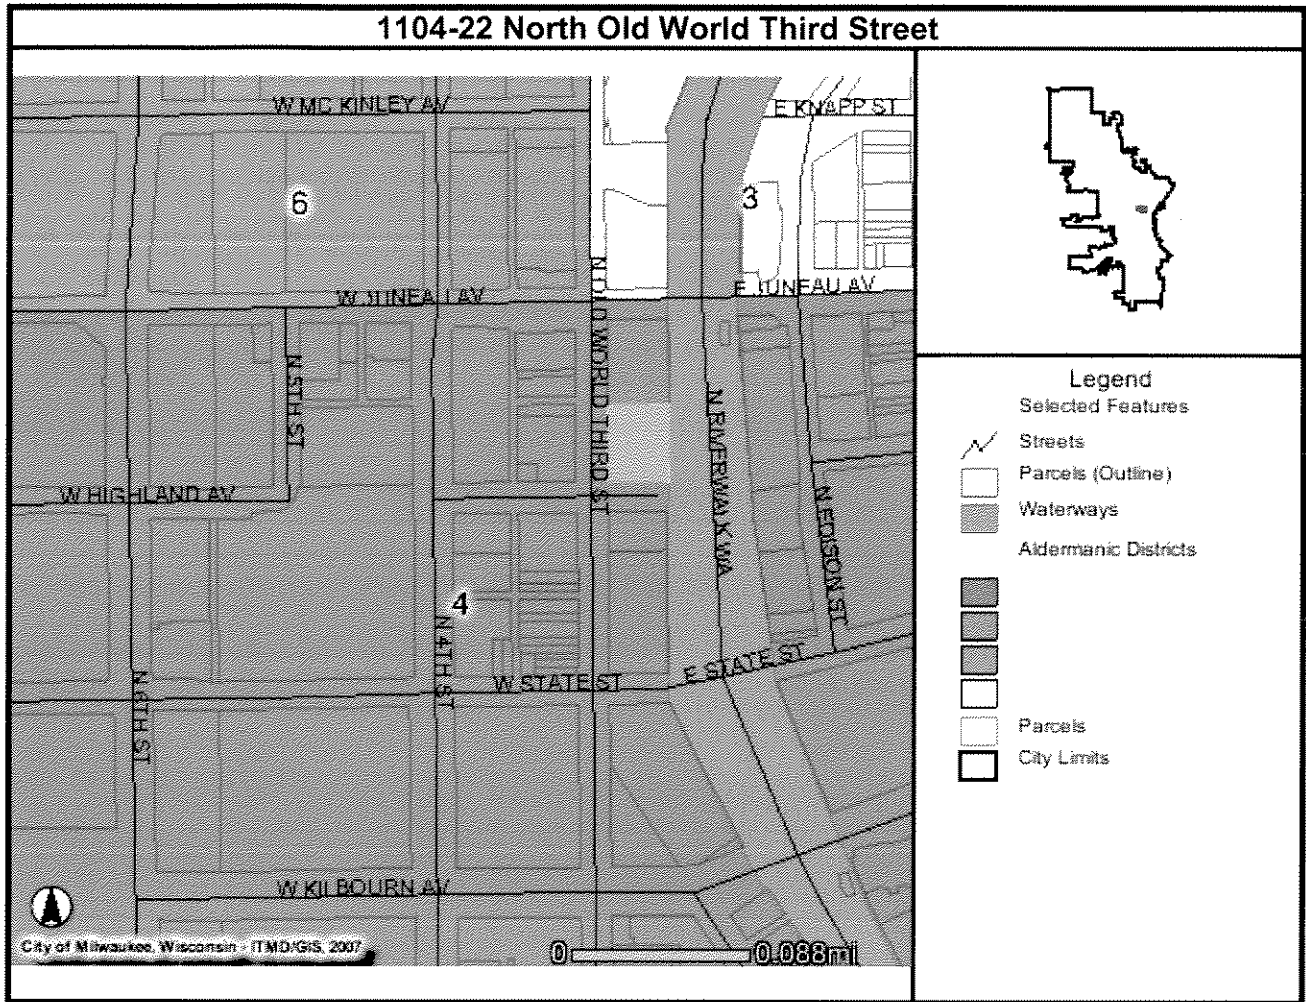 1104-22 North Old World Third Street
W MC KINLEY AV
E KNAPP ST
6
3
N OLD WORLD THIRD ST
W JUNEAU AV
E JUNEAU AV
N 5TH ST
N RIVERWALK WA
W HIGHLAND AV
N EDISON ST
4
N 4TH ST
E STATE ST
W STATE ST
N 6TH ST
W KILBOURN AV
City of Milwaukee, Wisconsin - ITMD/GIS, 2007
0 0.088mi
Legend
Selected Features
Streets
Parcels (Outline)
Waterways
Aldermanic Districts
Parcels
City Limits